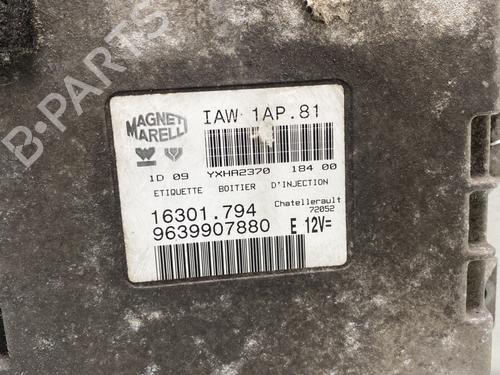 B-PARTS
MAGNETI MARELLI
IAW 1AP.81
1D 09 YXHA2370 184 00
ETIQUETTE BOITIER D'INJECTION
16301.794 Chatellerault
72052
9639907880 E 12V=